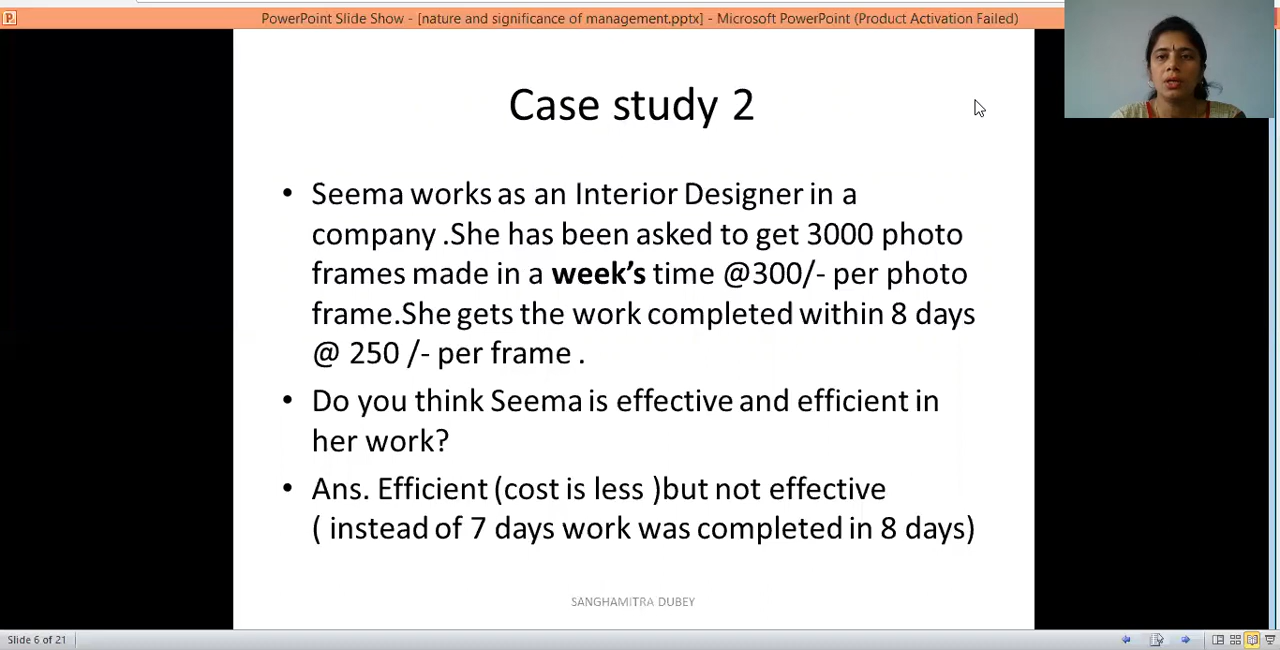 PowerPoint Slide Show - [nature and significance of management.pptx] - Microsoft PowerPoint (Product Activation Failed)
Case study 2
• Seema works as an Interior Designer in a
company .She has been asked to get 3000 photo
frames made in a week's time @300/- per photo
frame.She gets the work completed within 8 days
@ 250 /- per frame .
• Do you think Seema is effective and efficient in
her work?
• Ans. Efficient (cost is less )but not effective
( instead of 7 days work was completed in 8 days)
SANGHAMITRA DUBEY
Slide 6 of 21